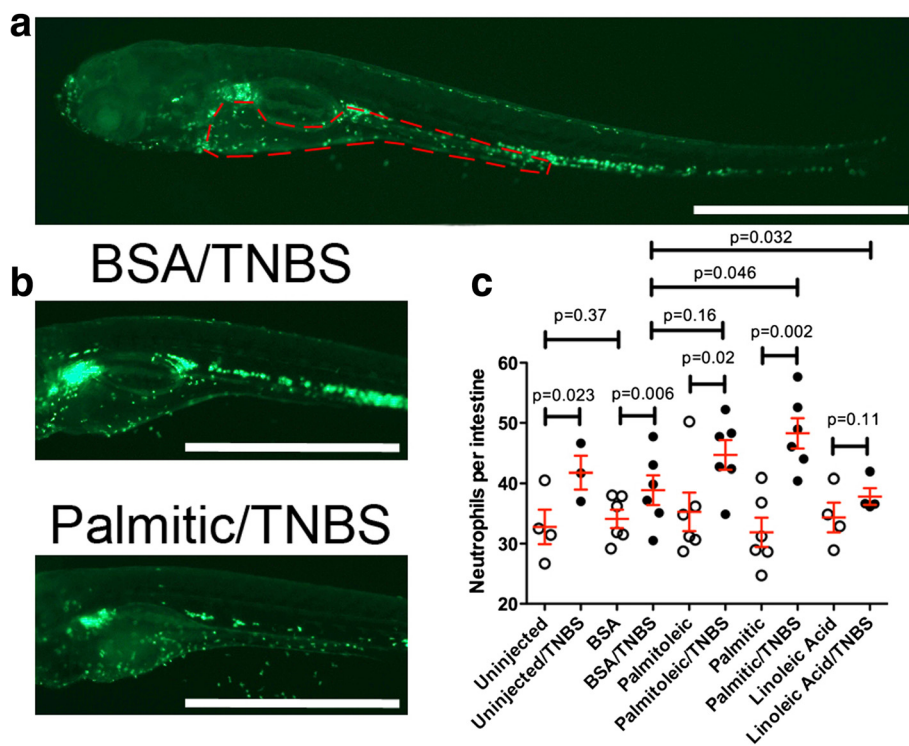 a
BSA/TNBS
b
Palmitic/TNBS
c
p=0.032
p=0.046
p=0.37
p=0.16
p=0.002
p=0.02
p=0.023
p=0.006
p=0.11
Neutrophils per intestine
60
50
40
30
20
Uninjected
Uninjected/TNBS
BSA
BSA/TNBS
Palmitoleic
Palmitoleic/TNBS
Palmitic
Palmitic/TNBS
Linoleic Acid
Linoleic Acid/TNBS